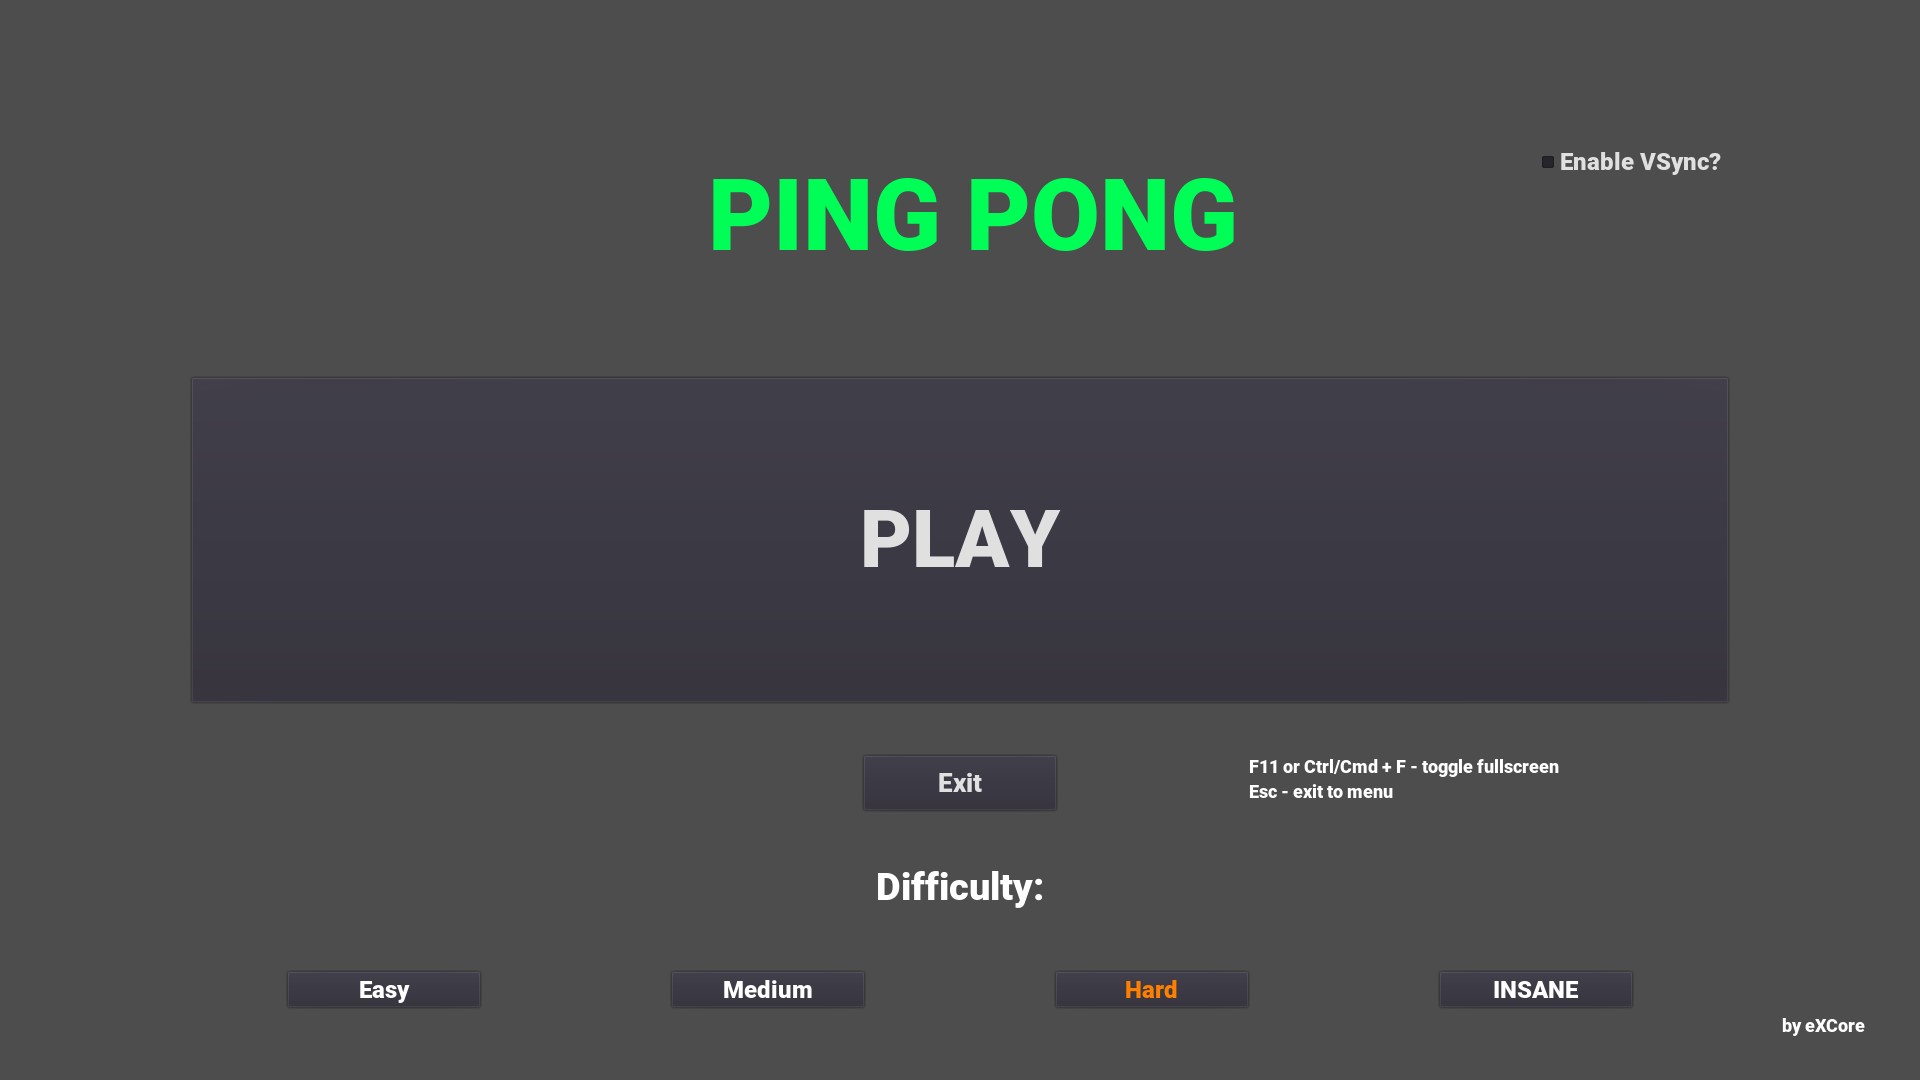 Enable VSync?
PING PONG
PLAY
Exit
F11 or Ctrl/Cmd + F - toggle fullscreen
Esc - exit to menu
Difficulty:
Easy
Medium
Hard
INSANE
by eXCore